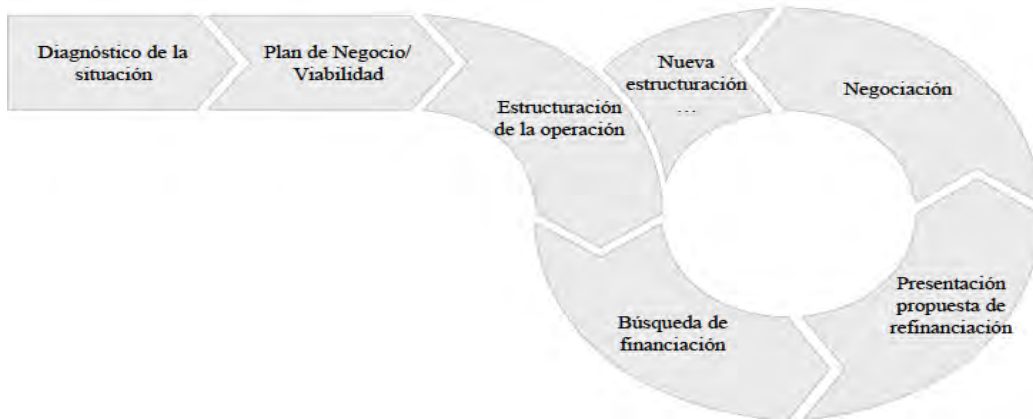 Diagnóstico de la
situación
Plan de Negocio/
Viabilidad
Estructuración
de la operación
Búsqueda de
financiación
Presentación
propuesta de
refinanciación
Negociación
Nueva
estructuración
...